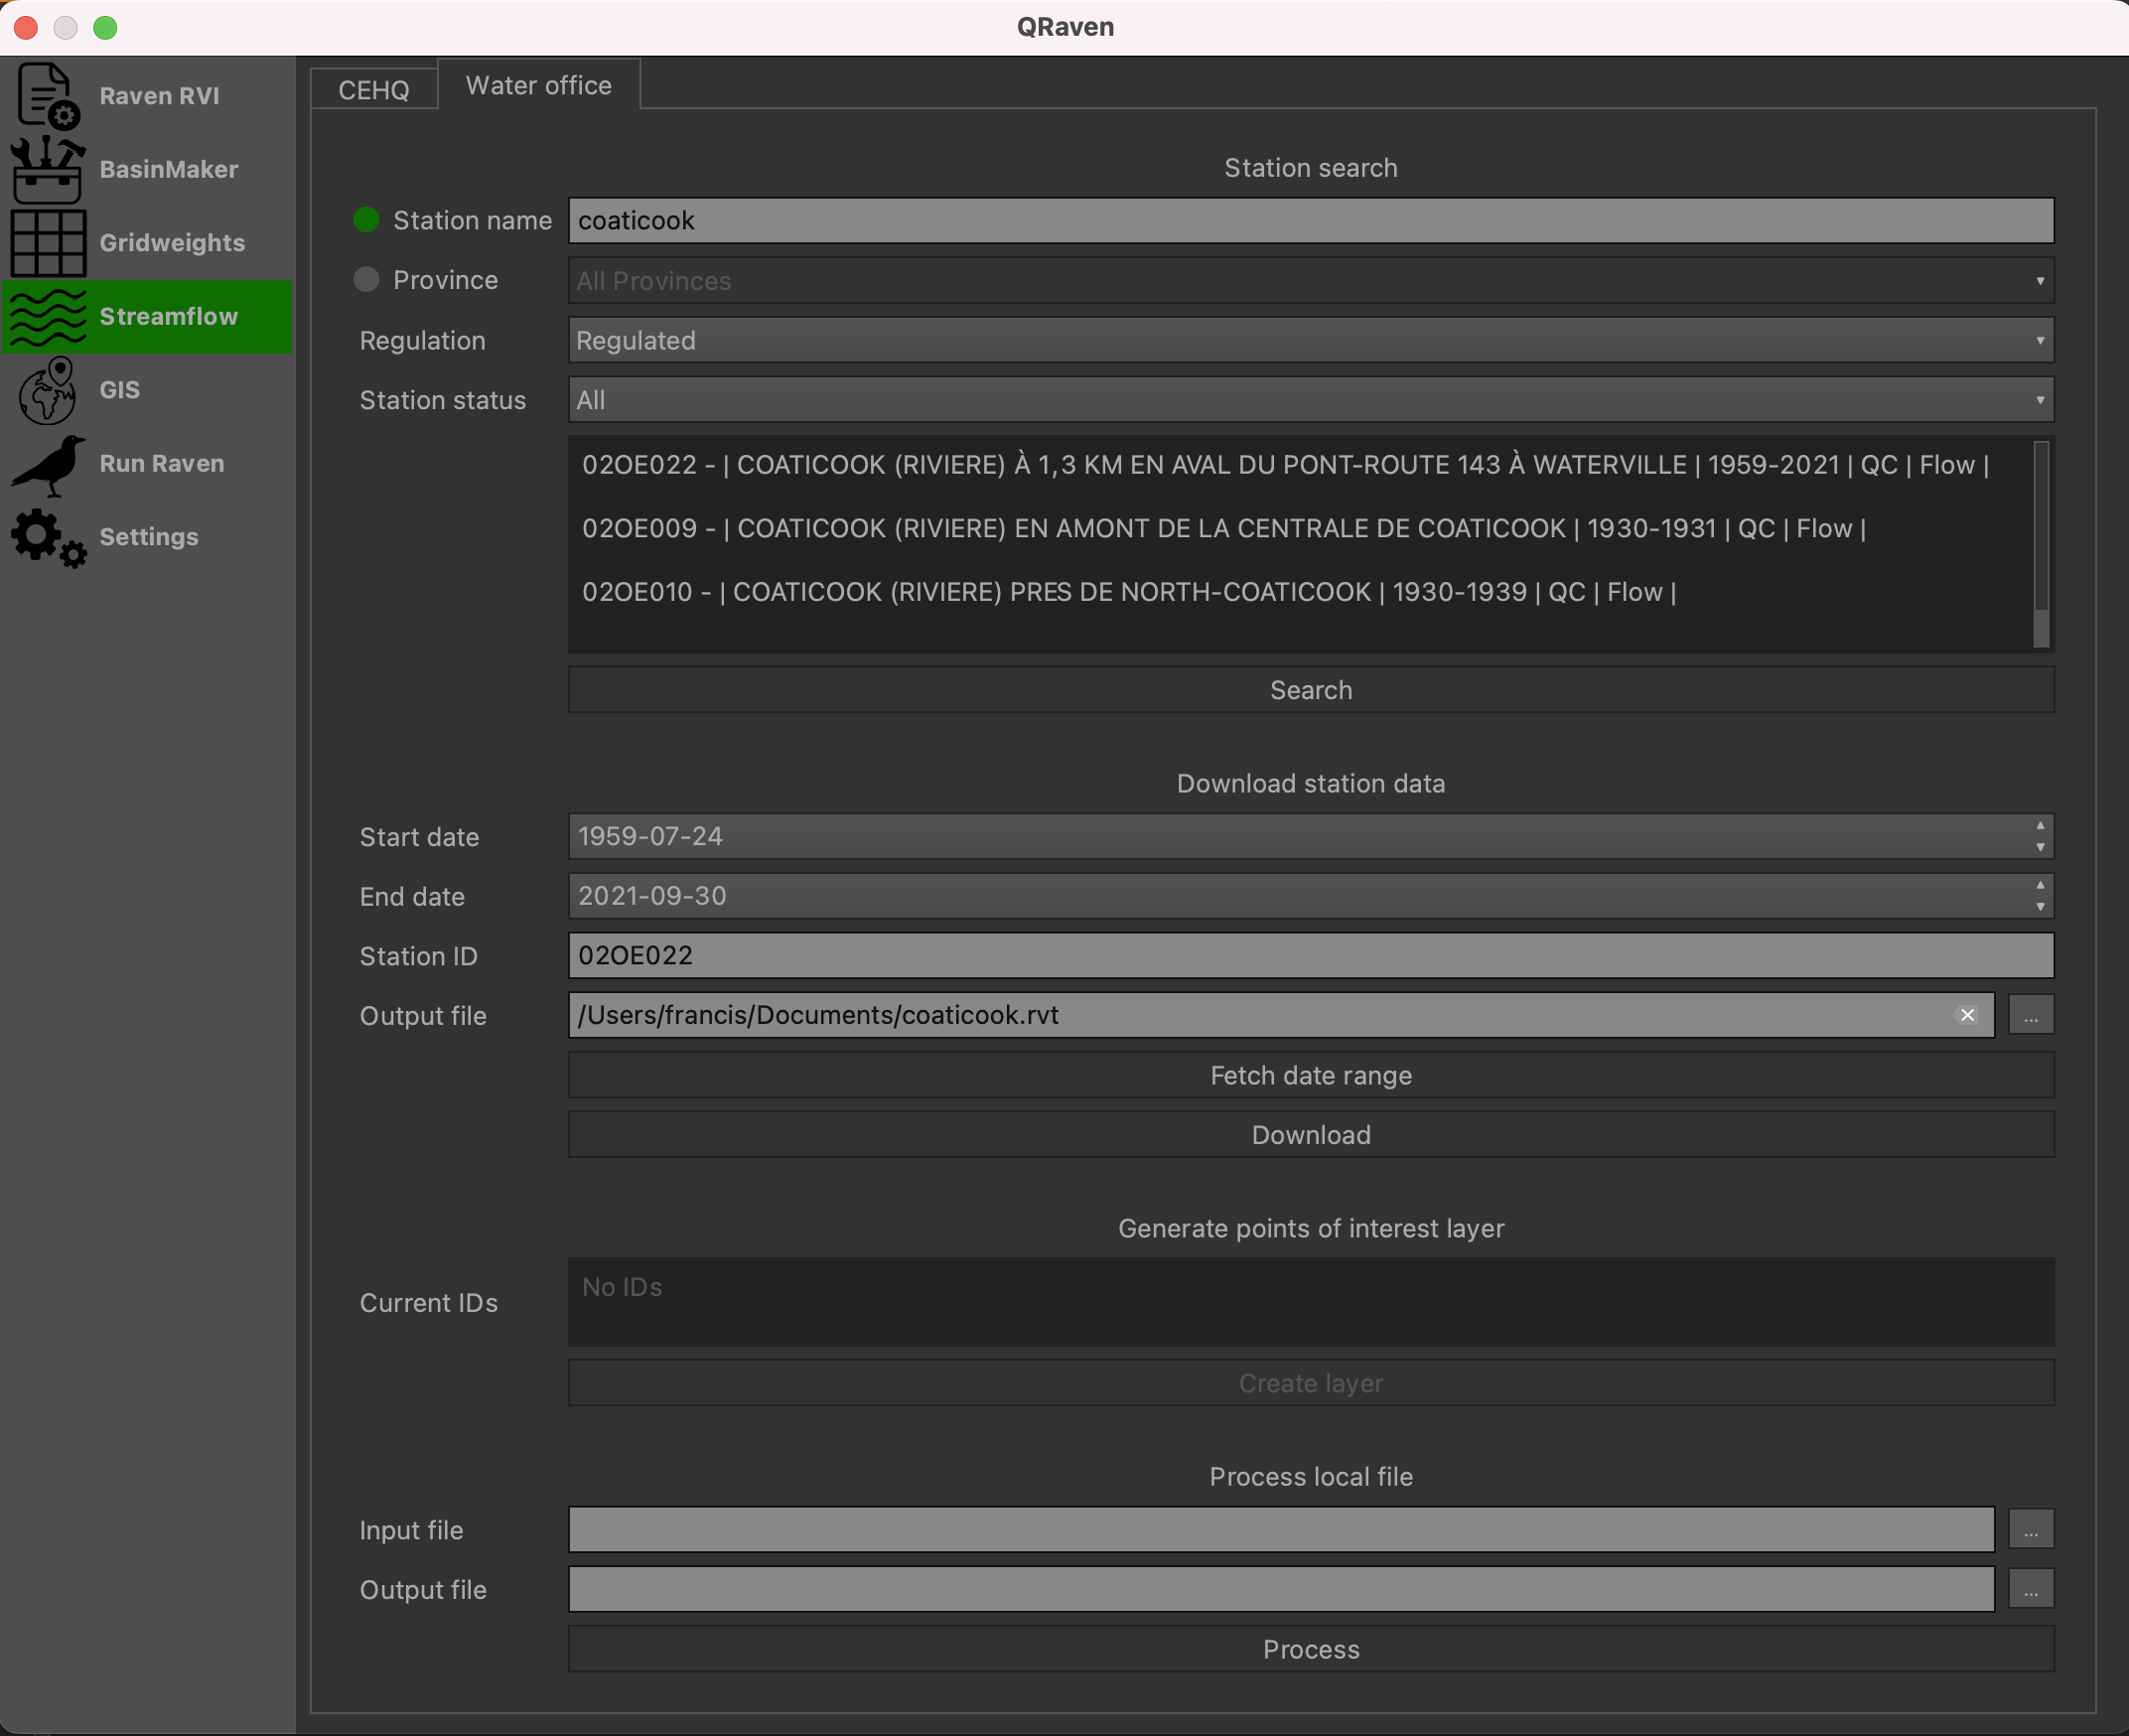 QRaven
Raven RVI
BasinMaker
Gridweights
Streamflow
GIS
Run Raven
Settings
CEHQ
Water office
Station search
Station name
coaticook
Province
All Provinces
Regulation
Regulated
Station status
All
02OE022 - | COATICOOK (RIVIERE) À 1,3 KM EN AVAL DU PONT-ROUTE 143 À WATERVILLE | 1959-2021 | QC | Flow |
02OE009 - | COATICOOK (RIVIERE) EN AMONT DE LA CENTRALE DE COATICOOK | 1930-1931 | QC | Flow |
02OE010 - | COATICOOK (RIVIERE) PRES DE NORTH-COATICOOK | 1930-1939 | QC | Flow |
Search
Download station data
Start date
1959-07-24
End date
2021-09-30
Station ID
02OE022
Output file
/Users/francis/Documents/coaticook.rvt
...
Fetch date range
Download
Generate points of interest layer
Current IDs
No IDs
Create layer
Process local file
Input file
...
Output file
...
Process